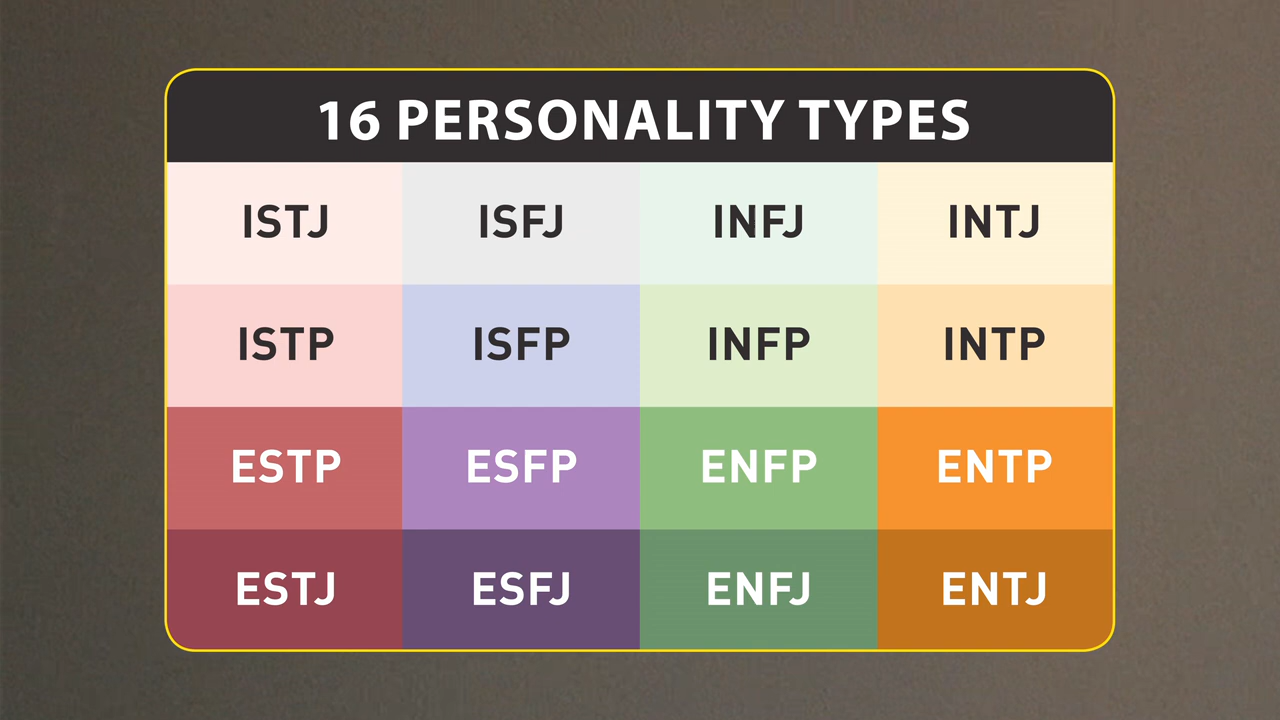 16 PERSONALITY TYPES
ISTJ ISFJ INFJ INTJ
ISTP ISFP INFP INTP
ESTP ESFP ENFP ENTP
ESTJ ESFJ ENFJ ENTJ